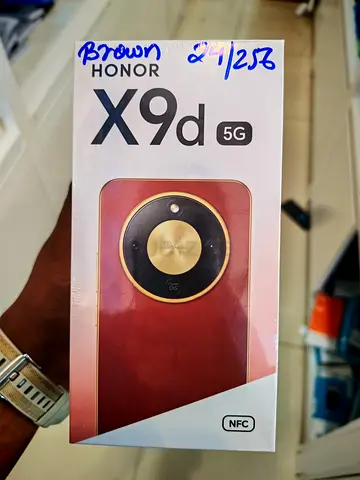 Brown 24/256
HONOR
X9d 5G
NFC